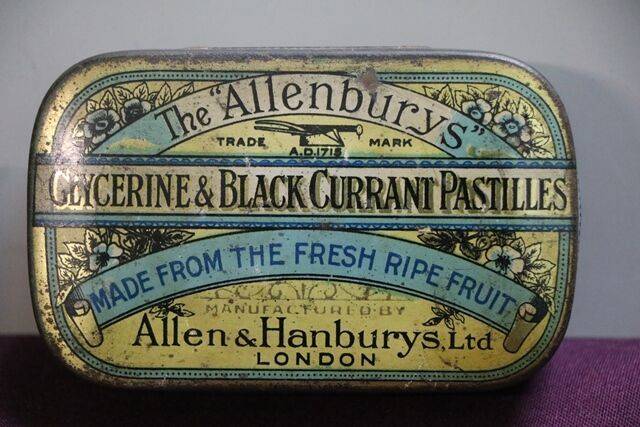 The "Allenburys"
TRADE MARK
A.D. 1715
GLYCERINE & BLACK CURRANT PASTILLES
MADE FROM THE FRESH RIPE FRUIT
MANUFACTURED BY
Allen & Hanburys, Ltd
LONDON